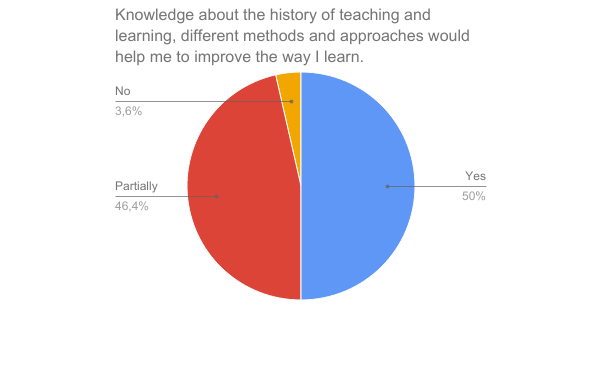 Knowledge about the history of teaching and
learning, different methods and approaches would
help me to improve the way I learn.
No
3,6%
Partially
46,4%
Yes
50%